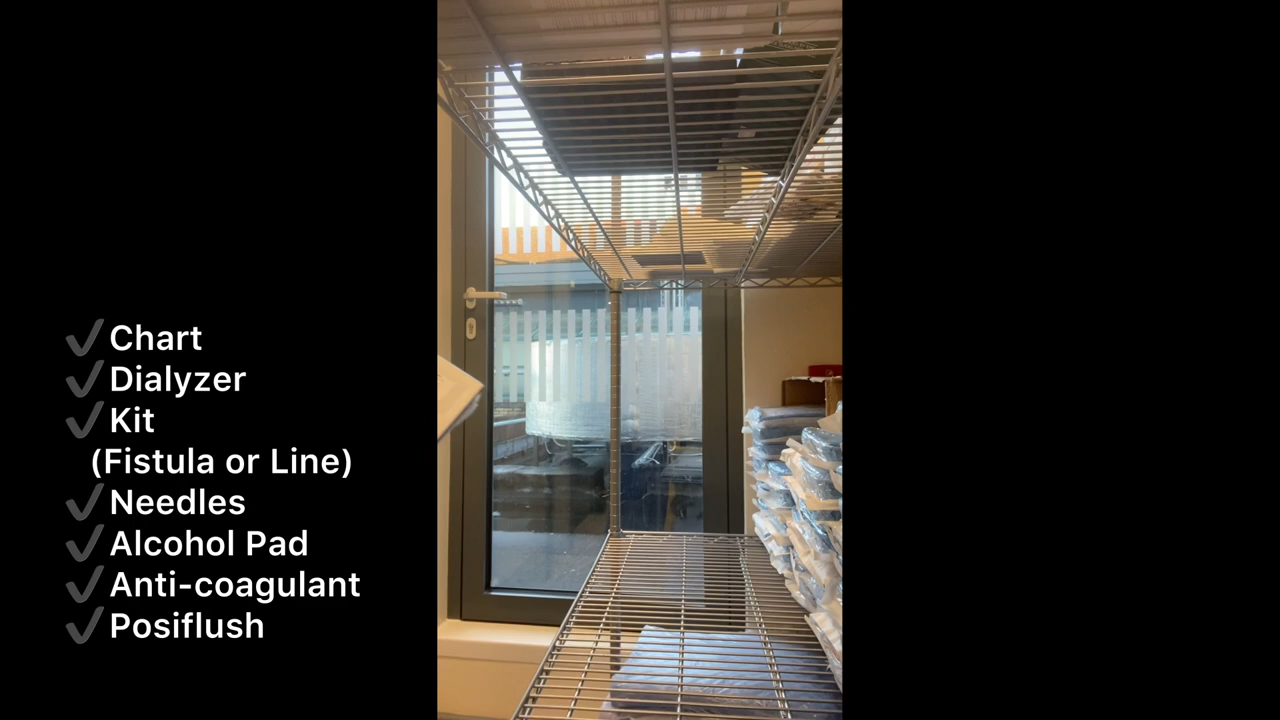 ✔Chart
✔Dialyzer
✔Kit
(Fistula or Line)
✔Needles
✔Alcohol Pad
✔Anti-coagulant
✔Posiflush